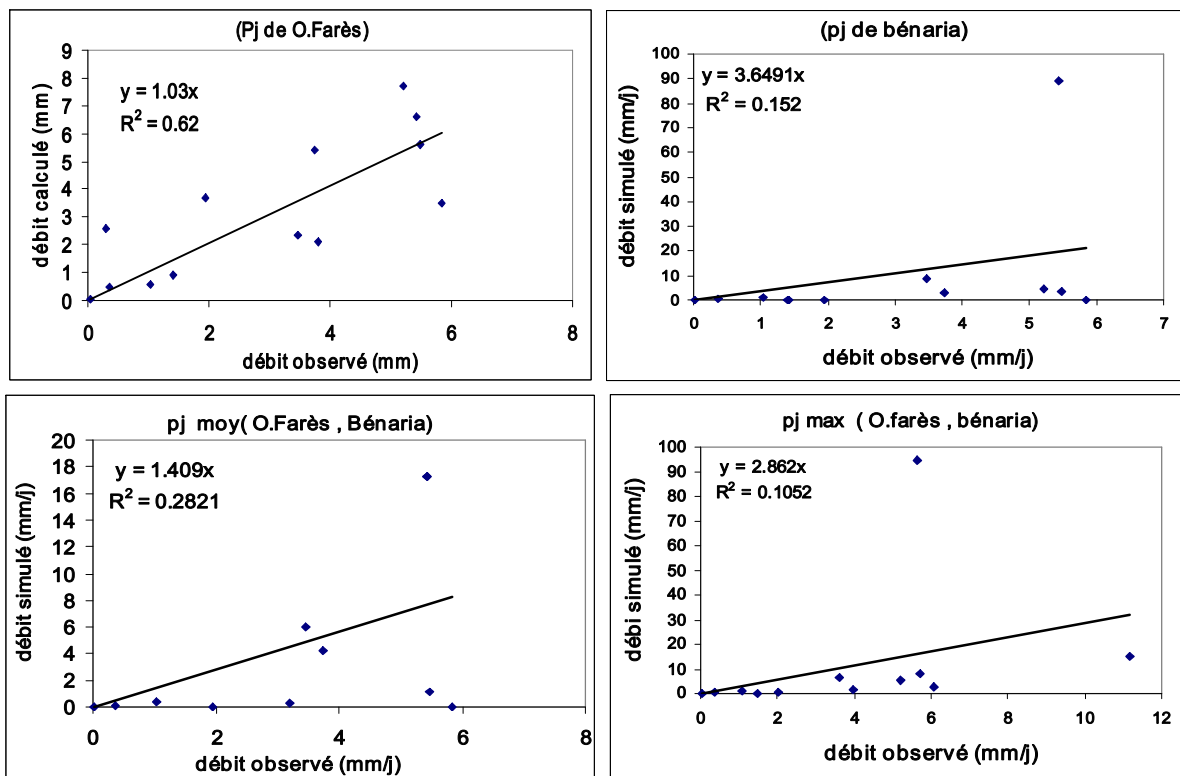 (Pj de O.Farès)
y = 1.03x
R² = 0.62
débit calculé (mm)
9
8
7
6
5
4
3
2
1
0
0 2 4 6 8
débit observé (mm)
(pj de bénaria)
y = 3.6491x
R² = 0.152
débit simulé (mm/j)
100
90
80
70
60
50
40
30
20
10
0
0 1 2 3 4 5 6 7
débit observé (mm/j)
pj moy( O.Farès , Bénaria)
y = 1.409x
R² = 0.2821
débit simulé (mm/j)
20
18
16
14
12
10
8
6
4
2
0
0 2 4 6 8
débit observé (mm/j)
pj max ( O.farès , bénaria)
y = 2.862x
R² = 0.1052
débi simulé (mm/j)
100
90
80
70
60
50
40
30
20
10
0
0 2 4 6 8 10 12
débit observé (mm/j)